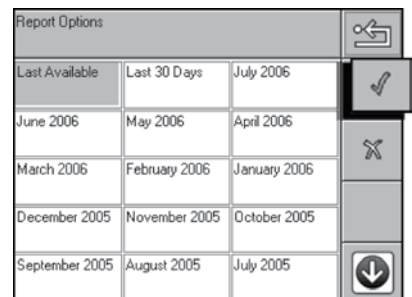 Report Options
Last Available Last 30 Days July 2006
June 2006 May 2006 April 2006
March 2006 February 2006 January 2006
December 2005 November 2005 October 2005
September 2005 August 2005 July 2005